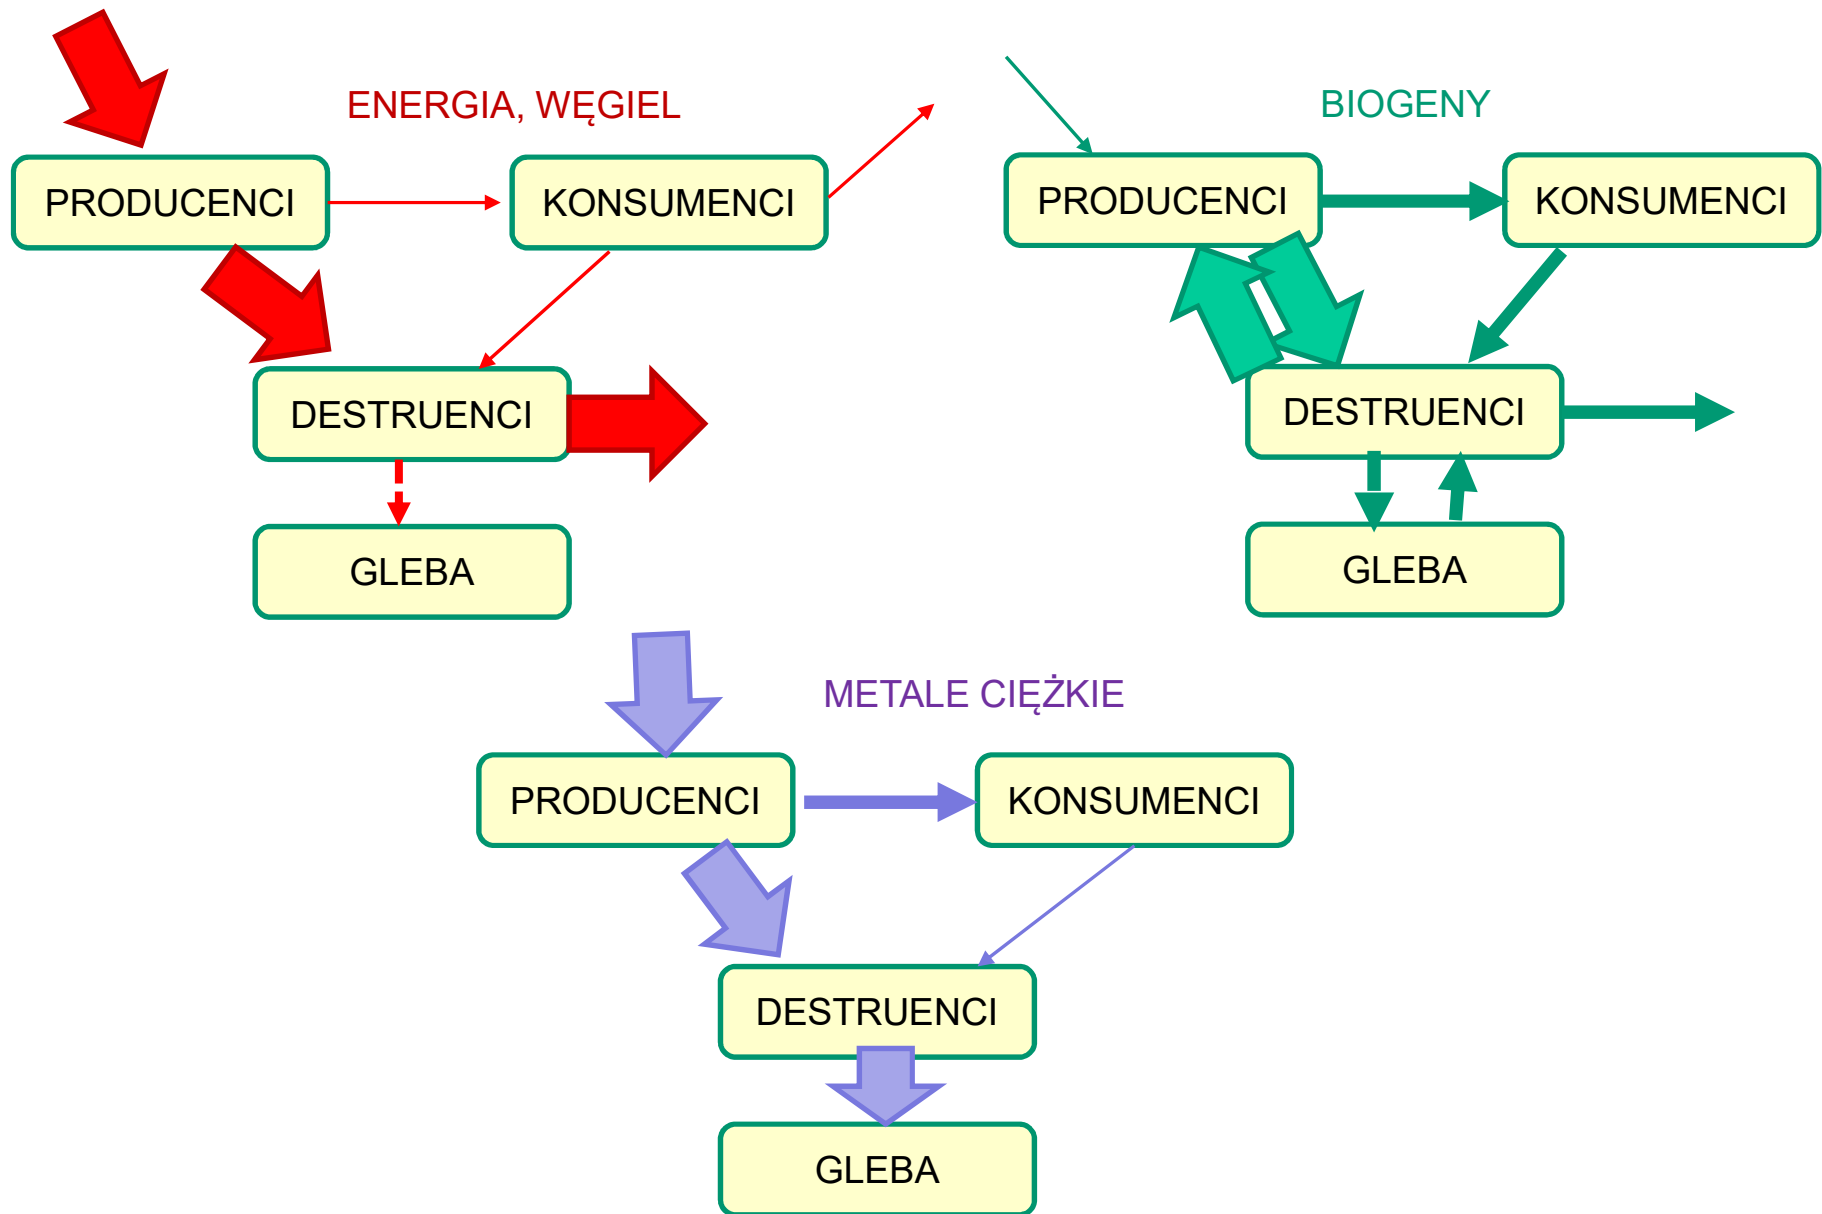 ENERGIA, WĘGIEL
PRODUCENCI
KONSUMENCI
DESTRUENCI
GLEBA
BIOGENY
PRODUCENCI
KONSUMENCI
DESTRUENCI
GLEBA
METALE CIĘŻKIE
PRODUCENCI
KONSUMENCI
DESTRUENCI
GLEBA